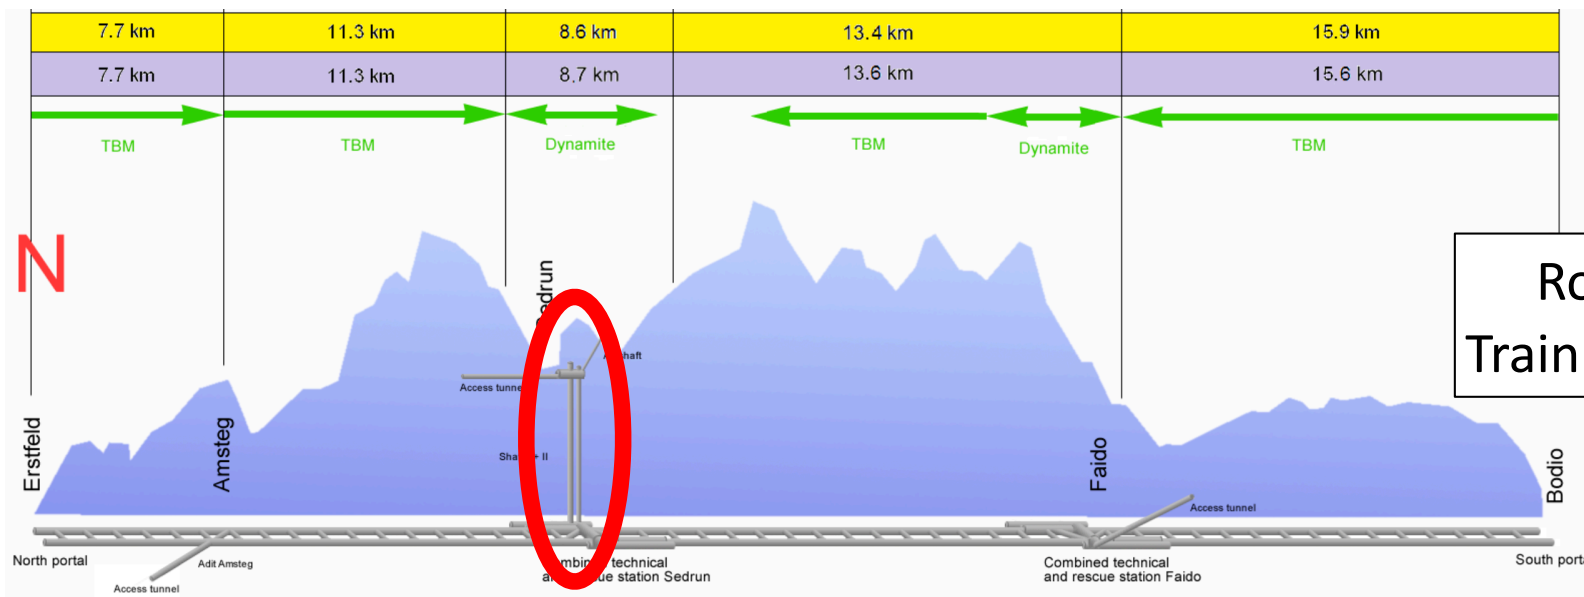 7.7 km 11.3 km 8.6 km 13.4 km 15.9 km
7.7 km 11.3 km 8.7 km 13.6 km 15.6 km
TBM TBM Dynamite TBM Dynamite TBM
N
Train
Access tunnel
Erstfeld
Amsteg
Faido
Bodio
Access tunnel
North portal
Adit Amsteg
Access tunnel
technical
Sedrun
Combined technical
and rescue station Faido
South